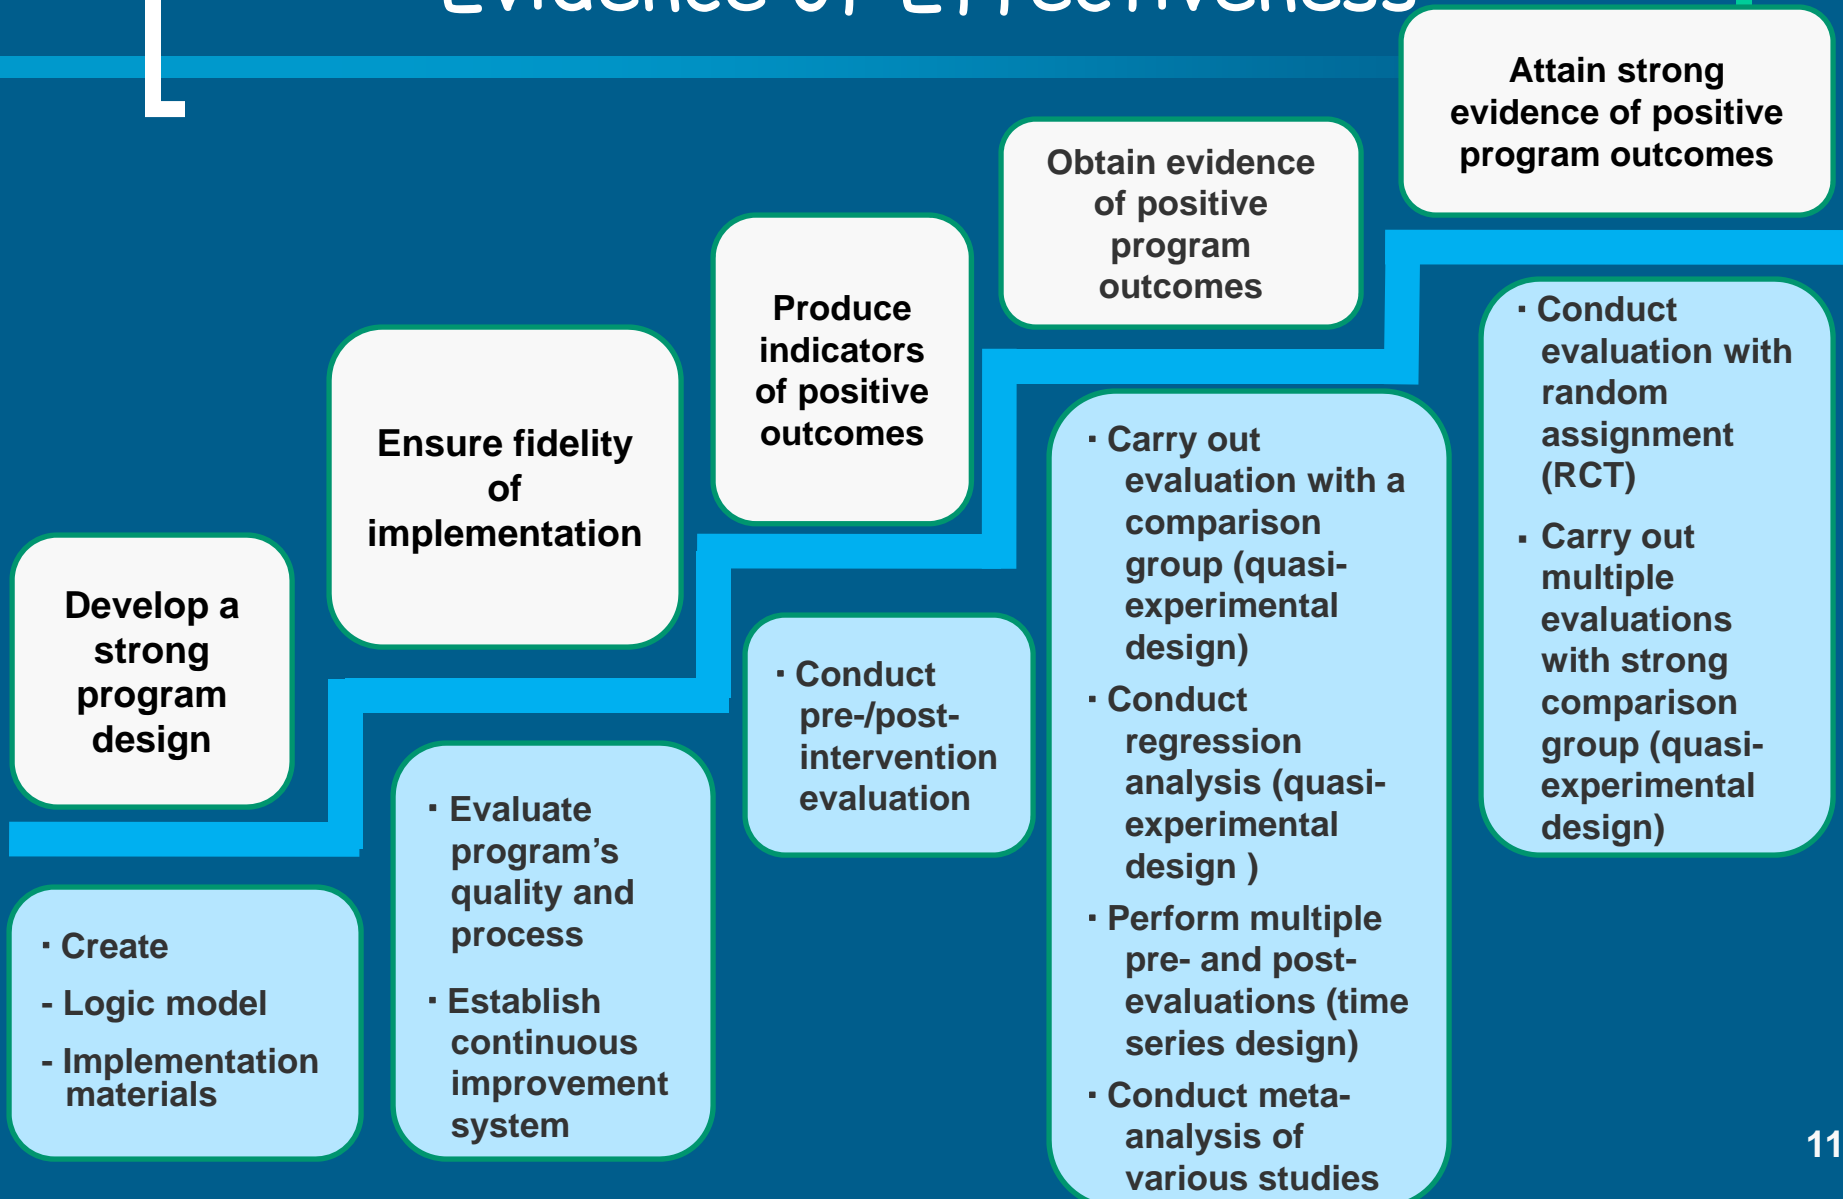 Evidence of Effectiveness
Attain strong
evidence of positive
program outcomes
Obtain evidence
of positive
program
outcomes
Produce
indicators
of positive
outcomes
Ensure fidelity
of
implementation
Develop a
strong
program
design
· Create
- Logic model
- Implementation
materials
· Evaluate
program’s
quality and
process
· Establish
continuous
improvement
system
· Conduct
pre-/post-
intervention
evaluation
· Carry out
evaluation with a
comparison
group (quasi-
experimental
design)
· Conduct
regression
analysis (quasi-
experimental
design )
· Perform multiple
pre- and post-
evaluations (time
series design)
· Conduct meta-
analysis of
various studies
· Conduct
evaluation with
random
assignment
(RCT)
· Carry out
multiple
evaluations
with strong
comparison
group (quasi-
experimental
design)
11